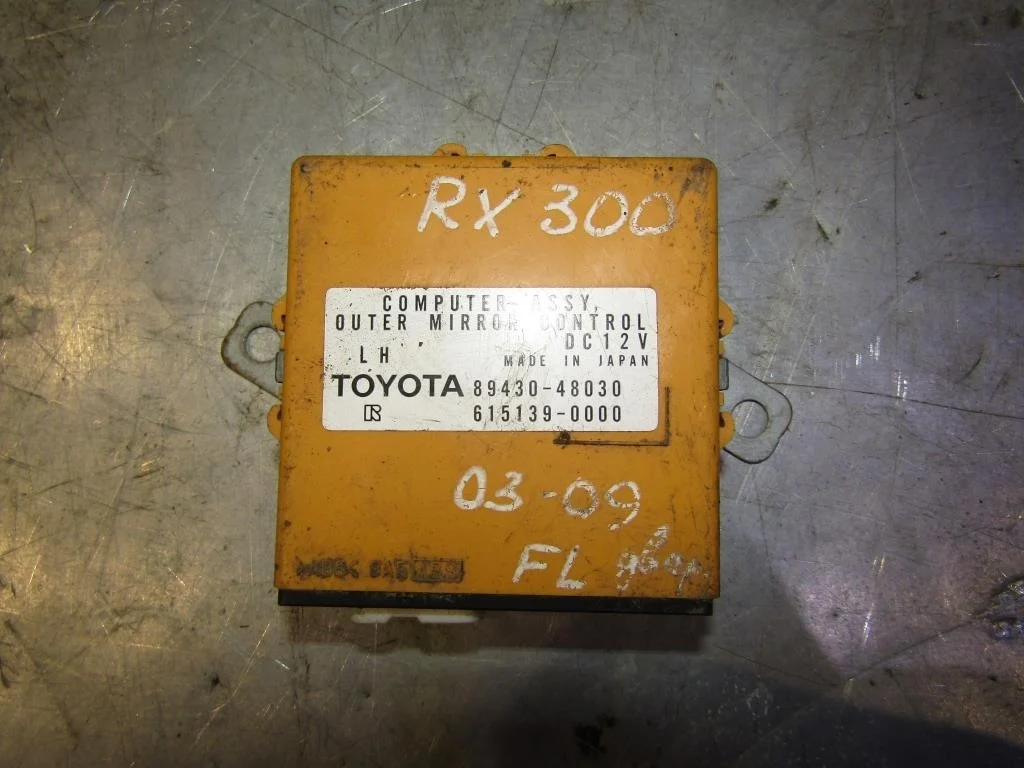 RX 300
COMPUTER ASSY,
OUTER MIRROR CONTROL
DC12V
LH MADE IN JAPAN
TOYOTA 89430-48030
615139-0000
03-09
FL